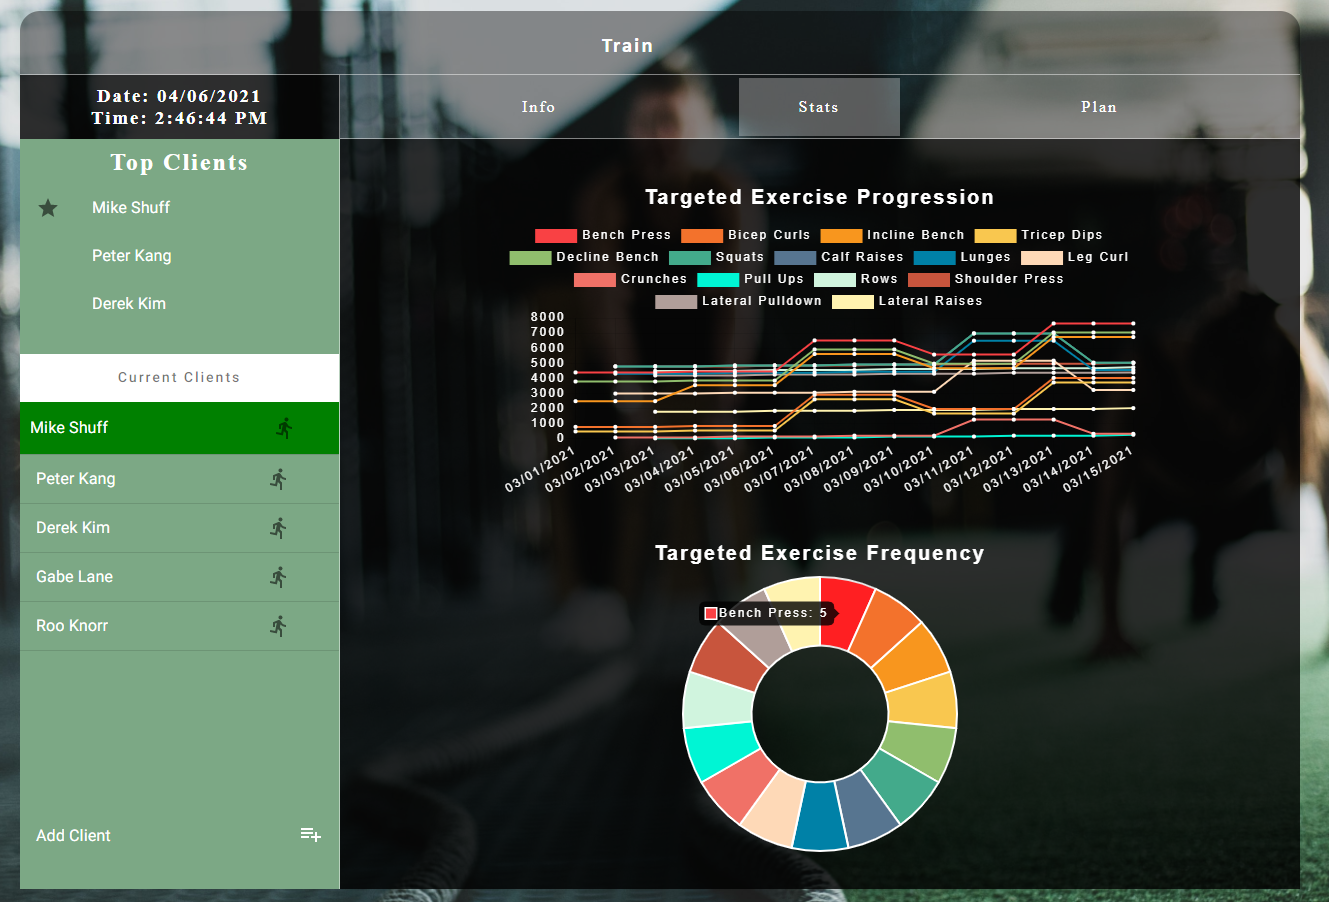 Train
Date: 04/06/2021
Time: 2:46:44 PM
Info Stats Plan
Top Clients
Mike Shuff
Peter Kang
Derek Kim
Current Clients
Mike Shuff
Peter Kang
Derek Kim
Gabe Lane
Roo Knorr
Add Client
Targeted Exercise Progression
Bench Press Bicep Curls Incline Bench Tricep Dips
Decline Bench Squats Calf Raises Lunges Leg Curl
Crunches Pull Ups Rows Shoulder Press
Lateral Pulldown Lateral Raises
8000
7000
6000
5000
4000
3000
2000
1000
0
03/01/2021 03/02/2021 03/03/2021 03/04/2021 03/05/2021 03/06/2021 03/07/2021 03/08/2021 03/09/2021 03/10/2021 03/11/2021 03/12/2021 03/13/2021 03/14/2021 03/15/2021
Targeted Exercise Frequency
Bench Press: 5